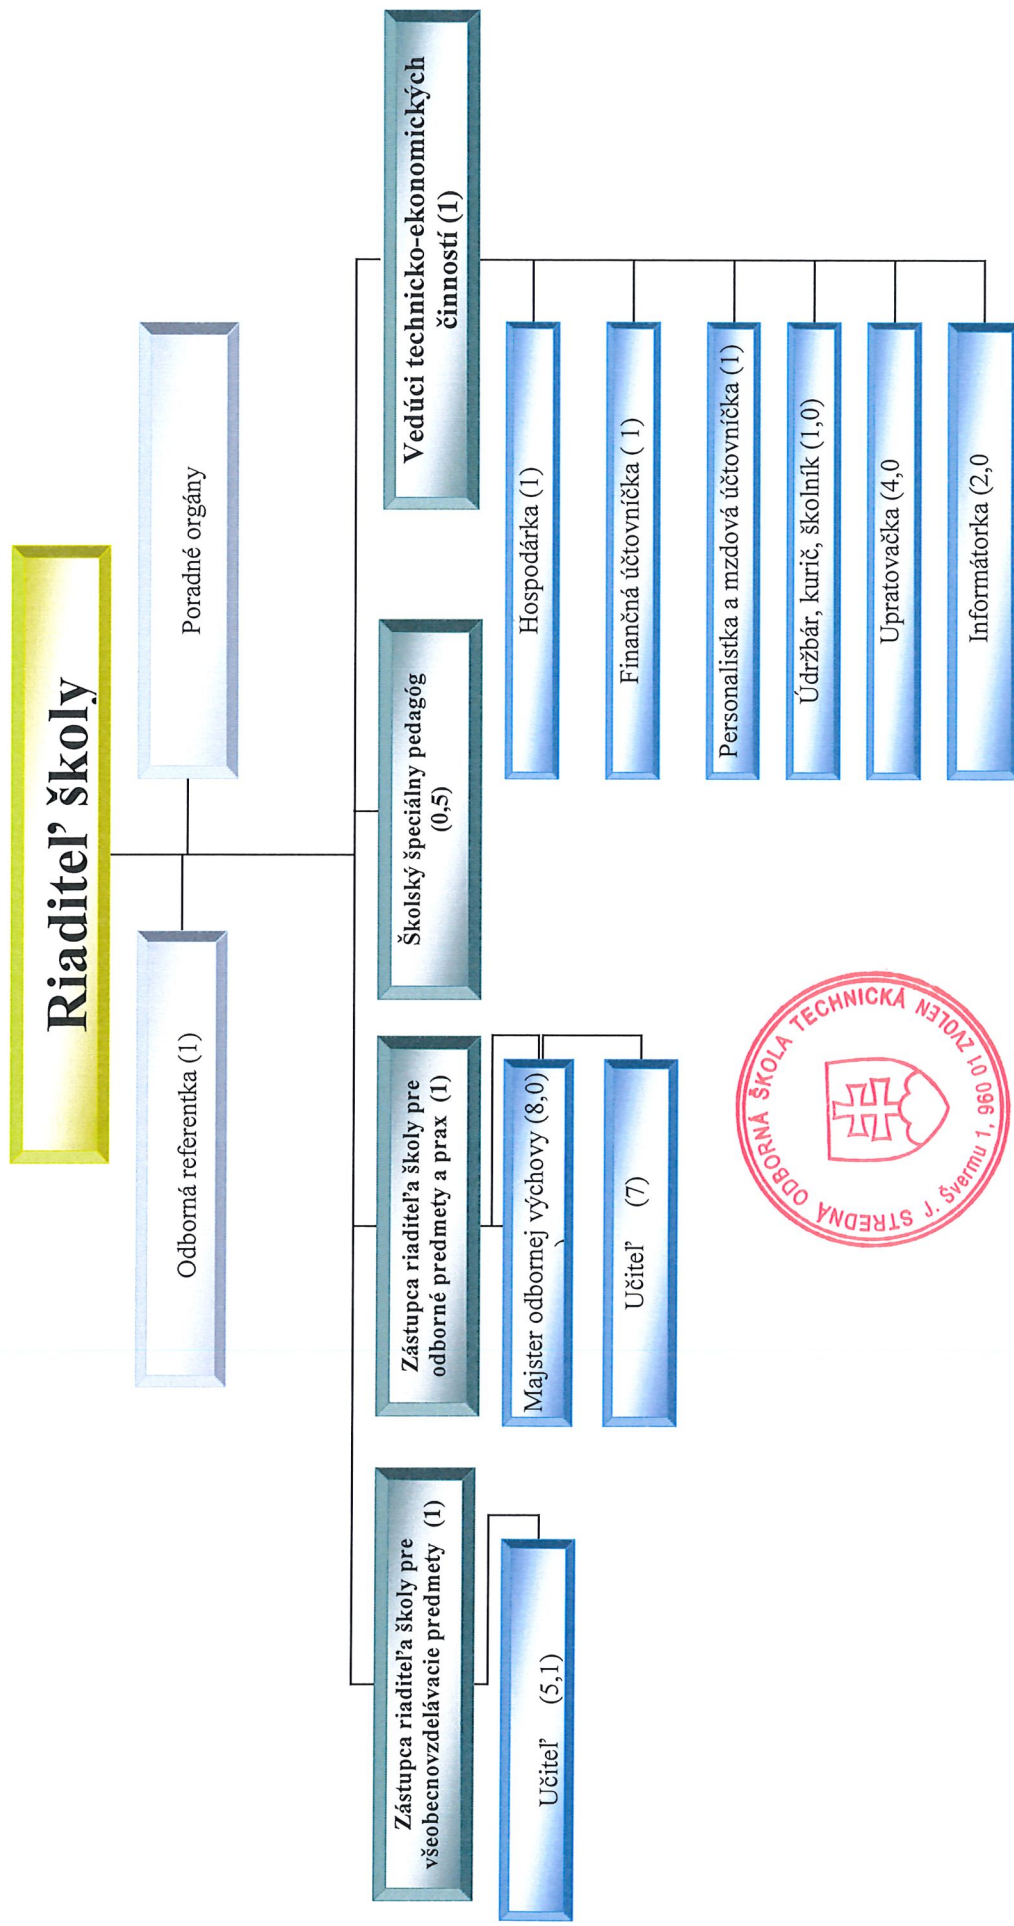 Riaditeľ školy
Odborná referentka (1)
Poradné orgány
Zástupca riaditeľa školy pre
všeobecnovzdelávacie predmety (1)
Zástupca riaditeľa školy pre
odborné predmety a prax (1)
Školský špeciálny pedagóg
(0,5)
Vedúci technicko-ekonomických
činností (1)
Učiteľ (5,1)
Majster odbornej výchovy (8,0)
)
Učiteľ (7)
Hospodárka (1)
Finančná účtovníčka ( 1)
Personalistka a mzdová účtovníčka (1)
Údržbár, kurič, školník (1,0)
Upratovačka (4,0
Informátorka (2,0
STREDNÁ ODBORNÁ ŠKOLA TECHNICKÁ
J. Švermu 1, 960 01 ZVOLEN